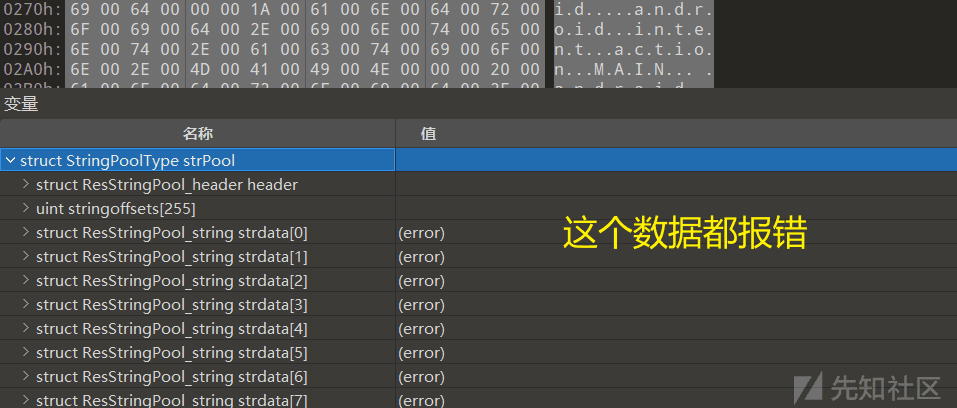 0270h: 69 00 64 00 00 00 1A 00 61 00 6E 00 64 00 72 00 i.d.....a.n.d.r.
0280h: 6F 00 69 00 64 00 2E 00 69 00 6E 00 74 00 65 00 o.i.d...i.n.t.e.
0290h: 6E 00 74 00 2E 00 61 00 63 00 74 00 69 00 6F 00 n.t...a.c.t.i.o.
02A0h: 6E 00 2E 00 4D 00 41 00 49 00 4E 00 00 00 20 00 n...M.A.I.N... .
变量
名称 值
struct StringPoolType strPool
struct ResStringPool_header header
uint stringoffsets[255]
struct ResStringPool_string strdata[0] (error)
struct ResStringPool_string strdata[1] (error)
struct ResStringPool_string strdata[2] (error)
struct ResStringPool_string strdata[3] (error)
struct ResStringPool_string strdata[4] (error)
struct ResStringPool_string strdata[5] (error)
struct ResStringPool_string strdata[6] (error)
struct ResStringPool_string strdata[7] (error)
这个数据都报错
先知社区